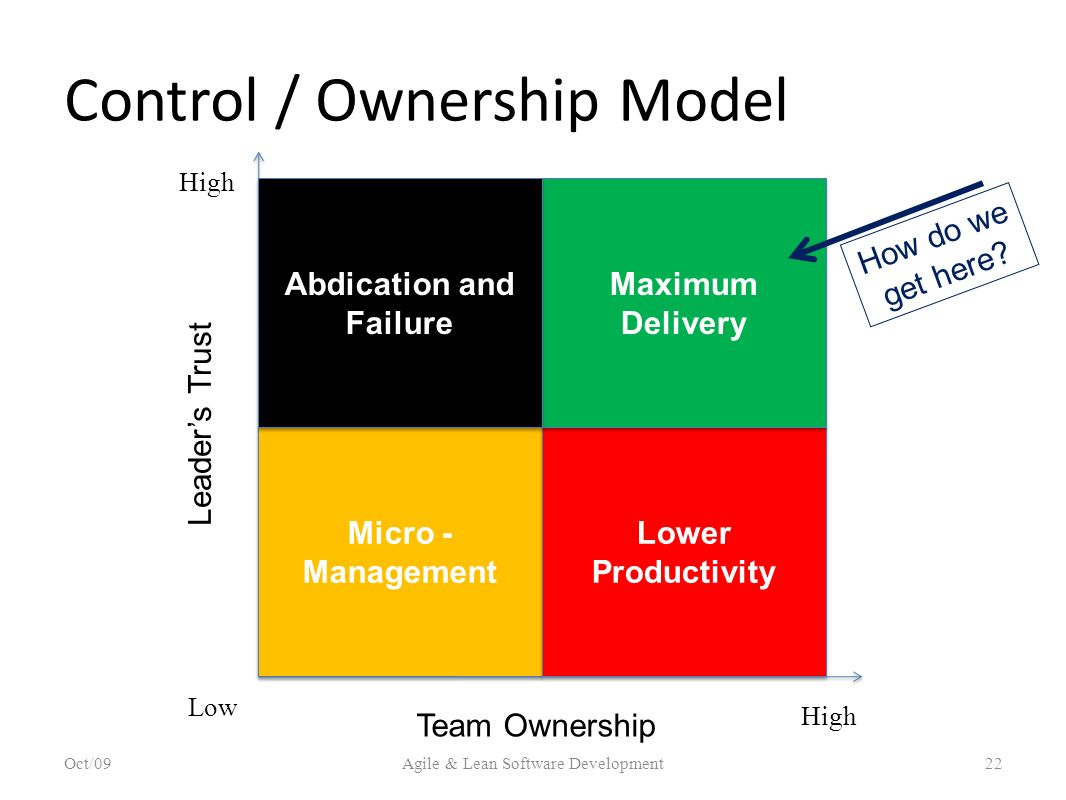 Control / Ownership Model
High
Abdication and
Failure
Maximum
Delivery
How do we
get here?
Leader’s Trust
Micro -
Management
Lower
Productivity
Low
Team Ownership
High
Oct/09
Agile & Lean Software Development
22